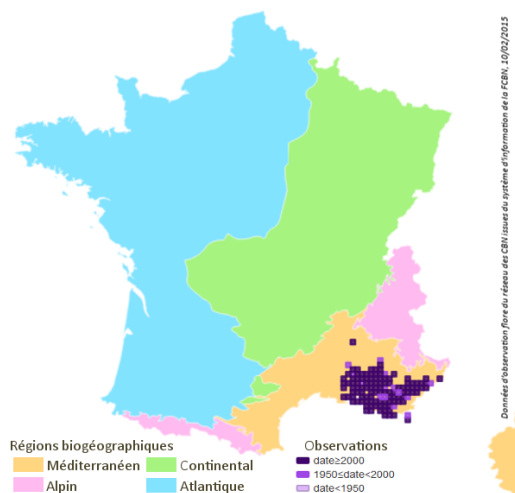 Données d'observation flore du réseau des CBN issues du système d'information de la FCBN, 10/02/2015
Régions biogéographiques
Méditerranéen
Continental
Alpin
Atlantique
Observations
date≥2000
1950≤date<2000
date<1950